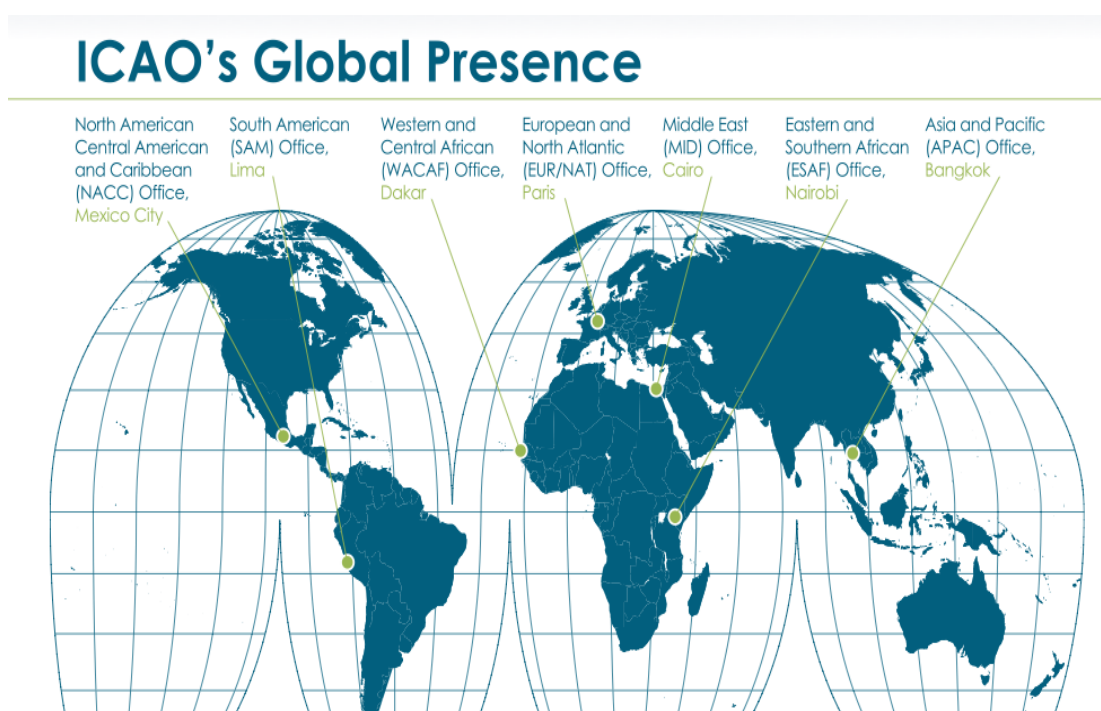 ICAO's Global Presence
North American
Central American
and Caribbean
(NACC) Office,
Mexico City
South American
(SAM) Office,
Lima
Western and
Central African
(WACAF) Office,
Dakar
European and
North Atlantic
(EUR/NAT) Office,
Paris
Middle East
(MID) Office,
Cairo
Eastern and
Southern African
(ESAF) Office,
Nairobi
Asia and Pacific
(APAC) Office,
Bangkok